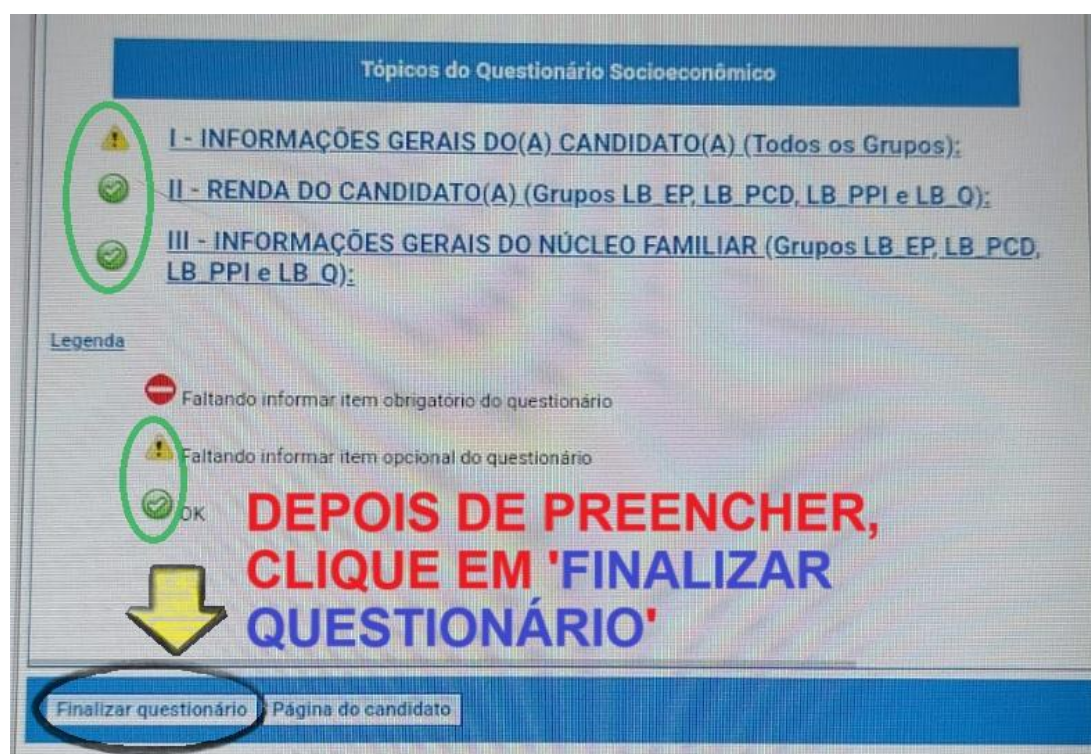 Tópicos do Questionário Socioeconômico
I - INFORMAÇÕES GERAIS DO(A) CANDIDATO(A) (Todos os Grupos):
II - RENDA DO CANDIDATO(A) (Grupos LB_EP, LB_PCD, LB_PPI e LB_Q):
III - INFORMAÇÕES GERAIS DO NÚCLEO FAMILIAR (Grupos LB_EP, LB_PCD,
LB_PPI e LB_Q):
Legenda
Faltando informar item obrigatório do questionário
Faltando informar item opcional do questionário
OK
DEPOIS DE PREENCHER,
CLIQUE EM 'FINALIZAR
QUESTIONÁRIO'
Finalizar questionário Página do candidato